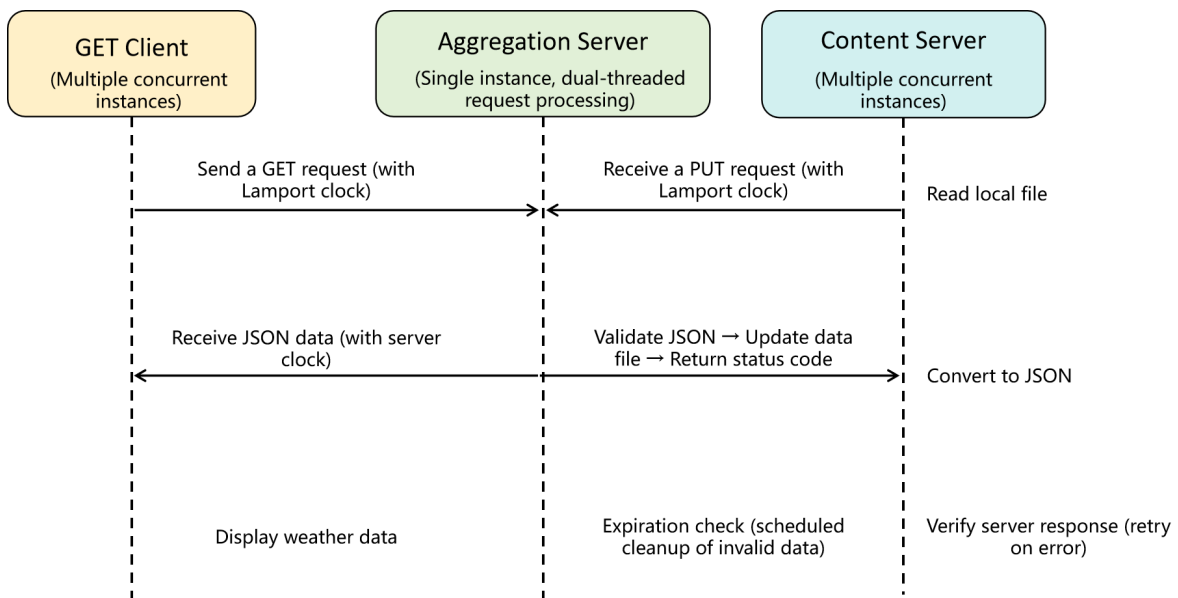 GET Client
(Multiple concurrent
instances)
Aggregation Server
(Single instance, dual-threaded
request processing)
Content Server
(Multiple concurrent
instances)
Send a GET request (with
Lamport clock)
Receive a PUT request (with
Lamport clock)
Read local file
Receive JSON data (with server
clock)
Validate JSON → Update data
file → Return status code
Convert to JSON
Display weather data
Expiration check (scheduled
cleanup of invalid data)
Verify server response (retry
on error)